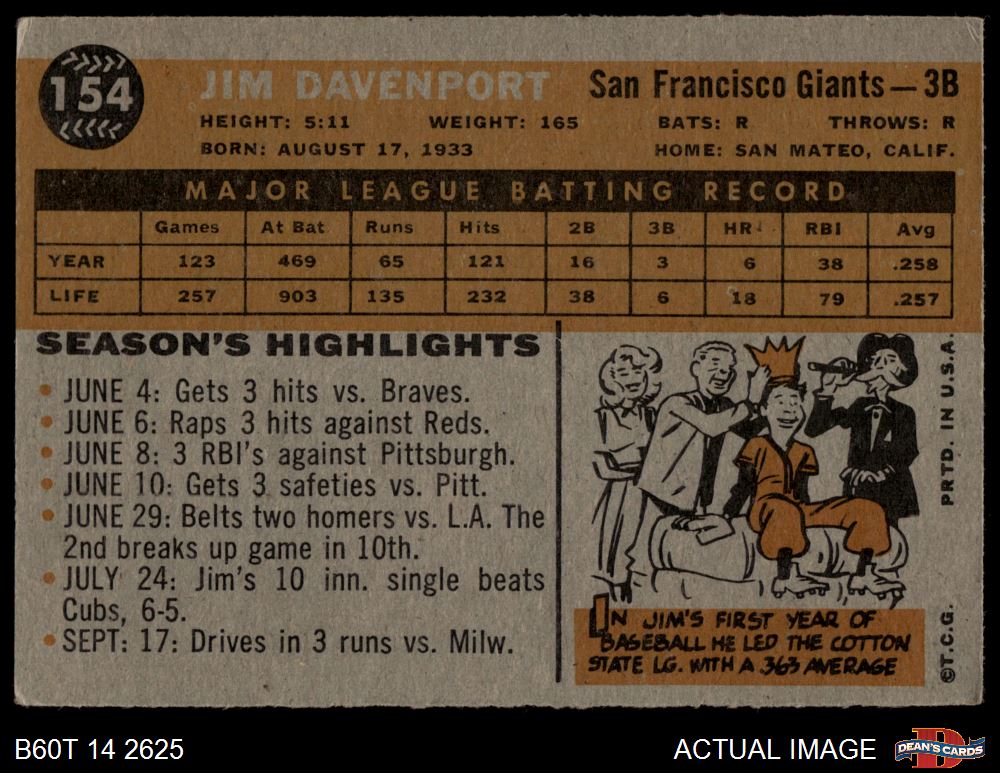 154
JIM DAVENPORT San Francisco Giants — 3B
HEIGHT: 5:11 WEIGHT: 165 BATS: R THROWS: R
BORN: AUGUST 17, 1933 HOME: SAN MATEO, CALIF.
MAJOR LEAGUE BATTING RECORD
Games At Bat Runs Hits 2B 3B HR RBI Avg
YEAR 123 469 65 121 16 3 6 38 .258
LIFE 257 903 135 232 38 6 18 79 .257
SEASON'S HIGHLIGHTS
• JUNE 4: Gets 3 hits vs. Braves.
• JUNE 6: Raps 3 hits against Reds.
• JUNE 8: 3 RBI's against Pittsburgh.
• JUNE 10: Gets 3 safeties vs. Pitt.
• JUNE 29: Belts two homers vs. L.A. The
2nd breaks up game in 10th.
• JULY 24: Jim's 10 inn. single beats
Cubs, 6-5.
• SEPT: 17: Drives in 3 runs vs. Milw.
IN JIM'S FIRST YEAR OF
BASEBALL HE LED THE COTTON
STATE LG. WITH A .363 AVERAGE
©T.C.G. PRTD. IN U.S.A.
B60T 14 2625 ACTUAL IMAGE
D
DEAN'S CARDS